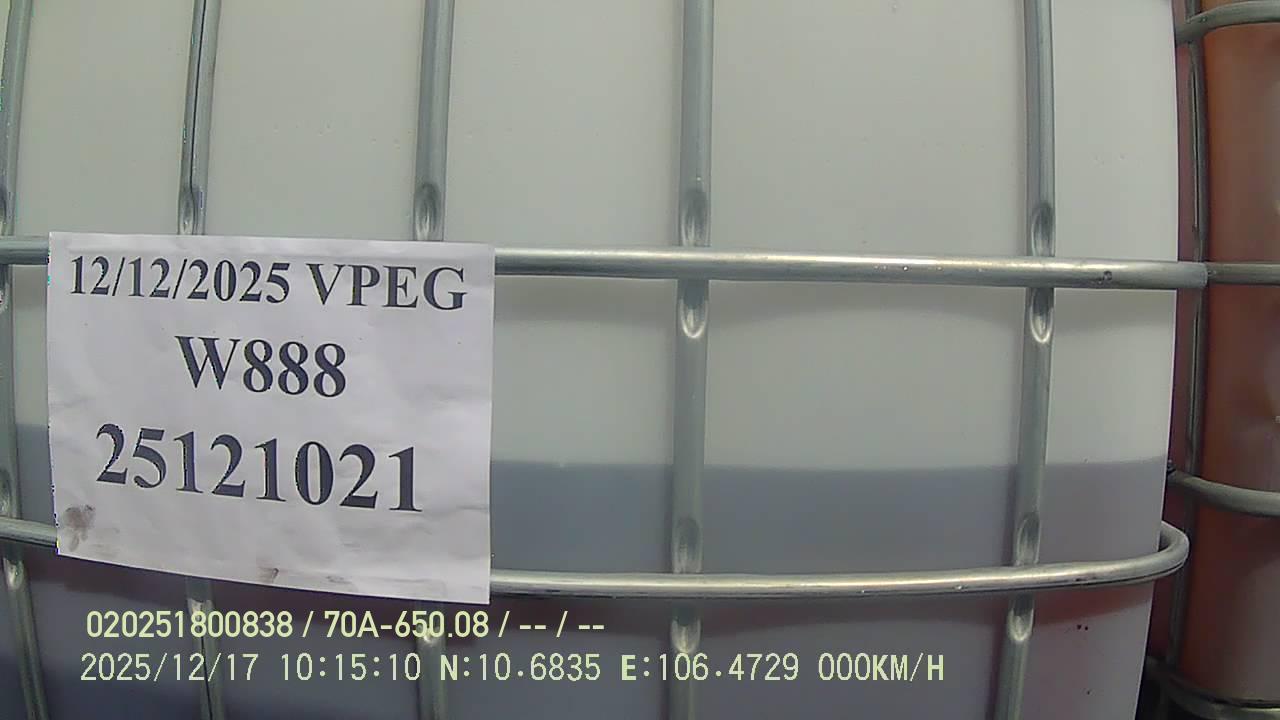 12/12/2025 VPEG
W888
25121021
020251800838 / 70A-650.08 / -- / --
2025/12/17 10:15:10 N:10.6835 E:106.4729 000KM/H